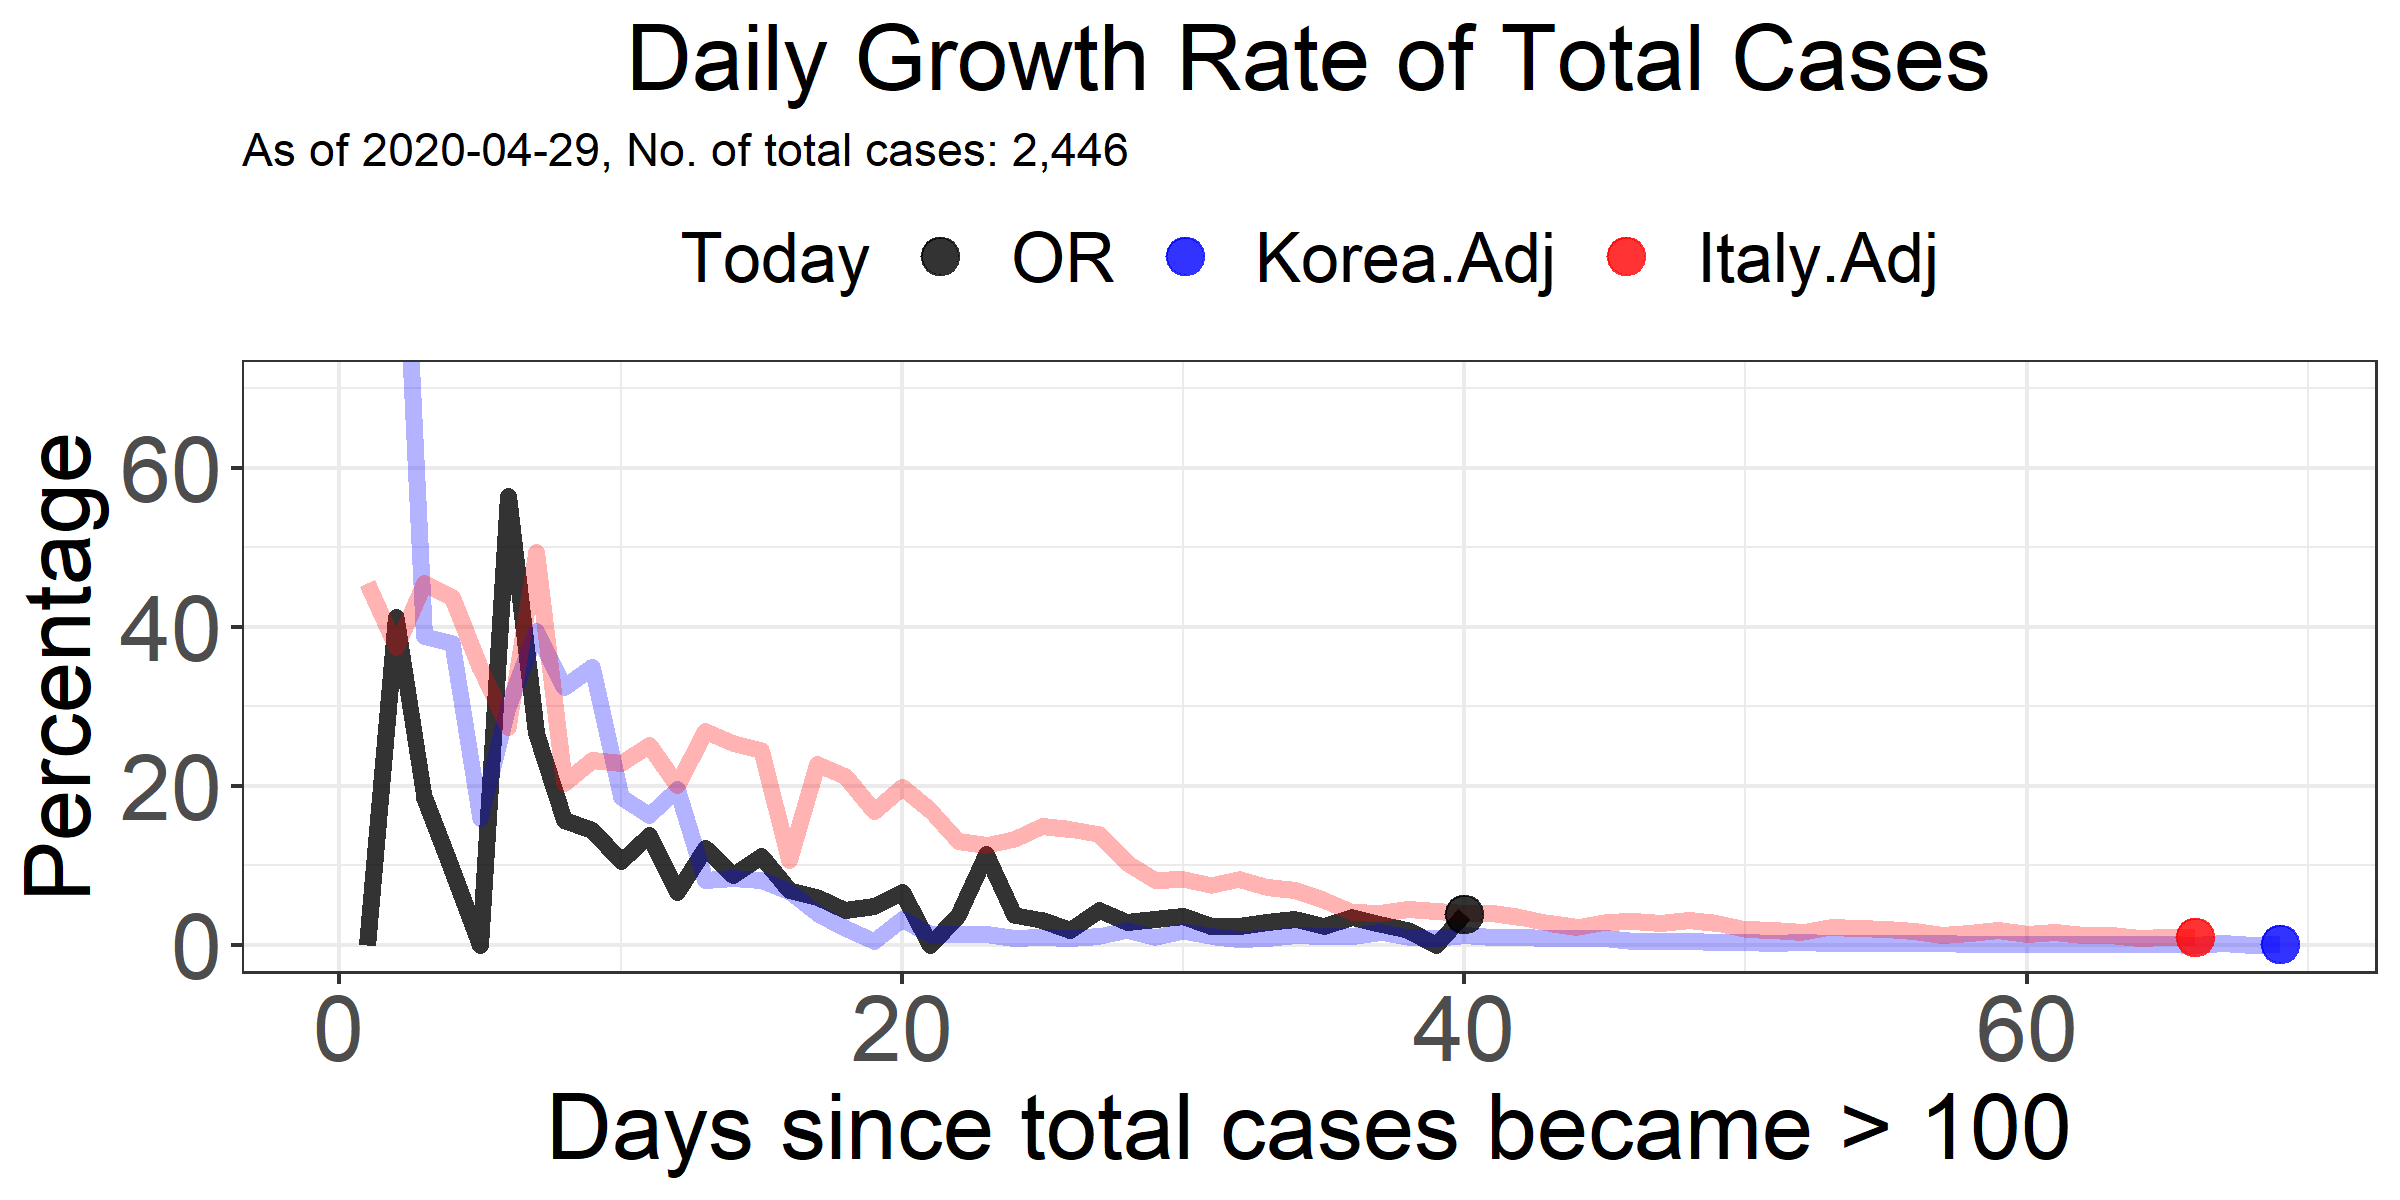 Daily Growth Rate of Total Cases
As of 2020-04-29, No. of total cases: 2,446
Today OR Korea.Adj Italy.Adj
Percentage
60
40
20
0
0 20 40 60
Days since total cases became > 100